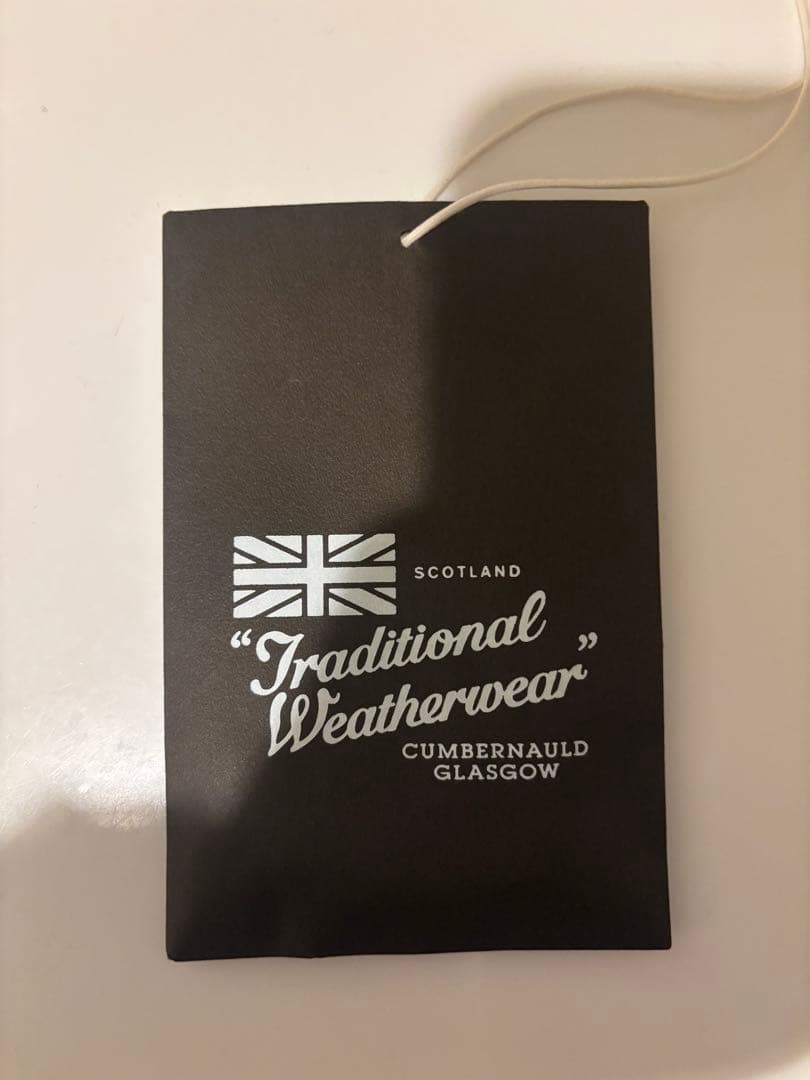 SCOTLAND
“Traditional
Weatherwear”
CUMBERNAULD
GLASGOW